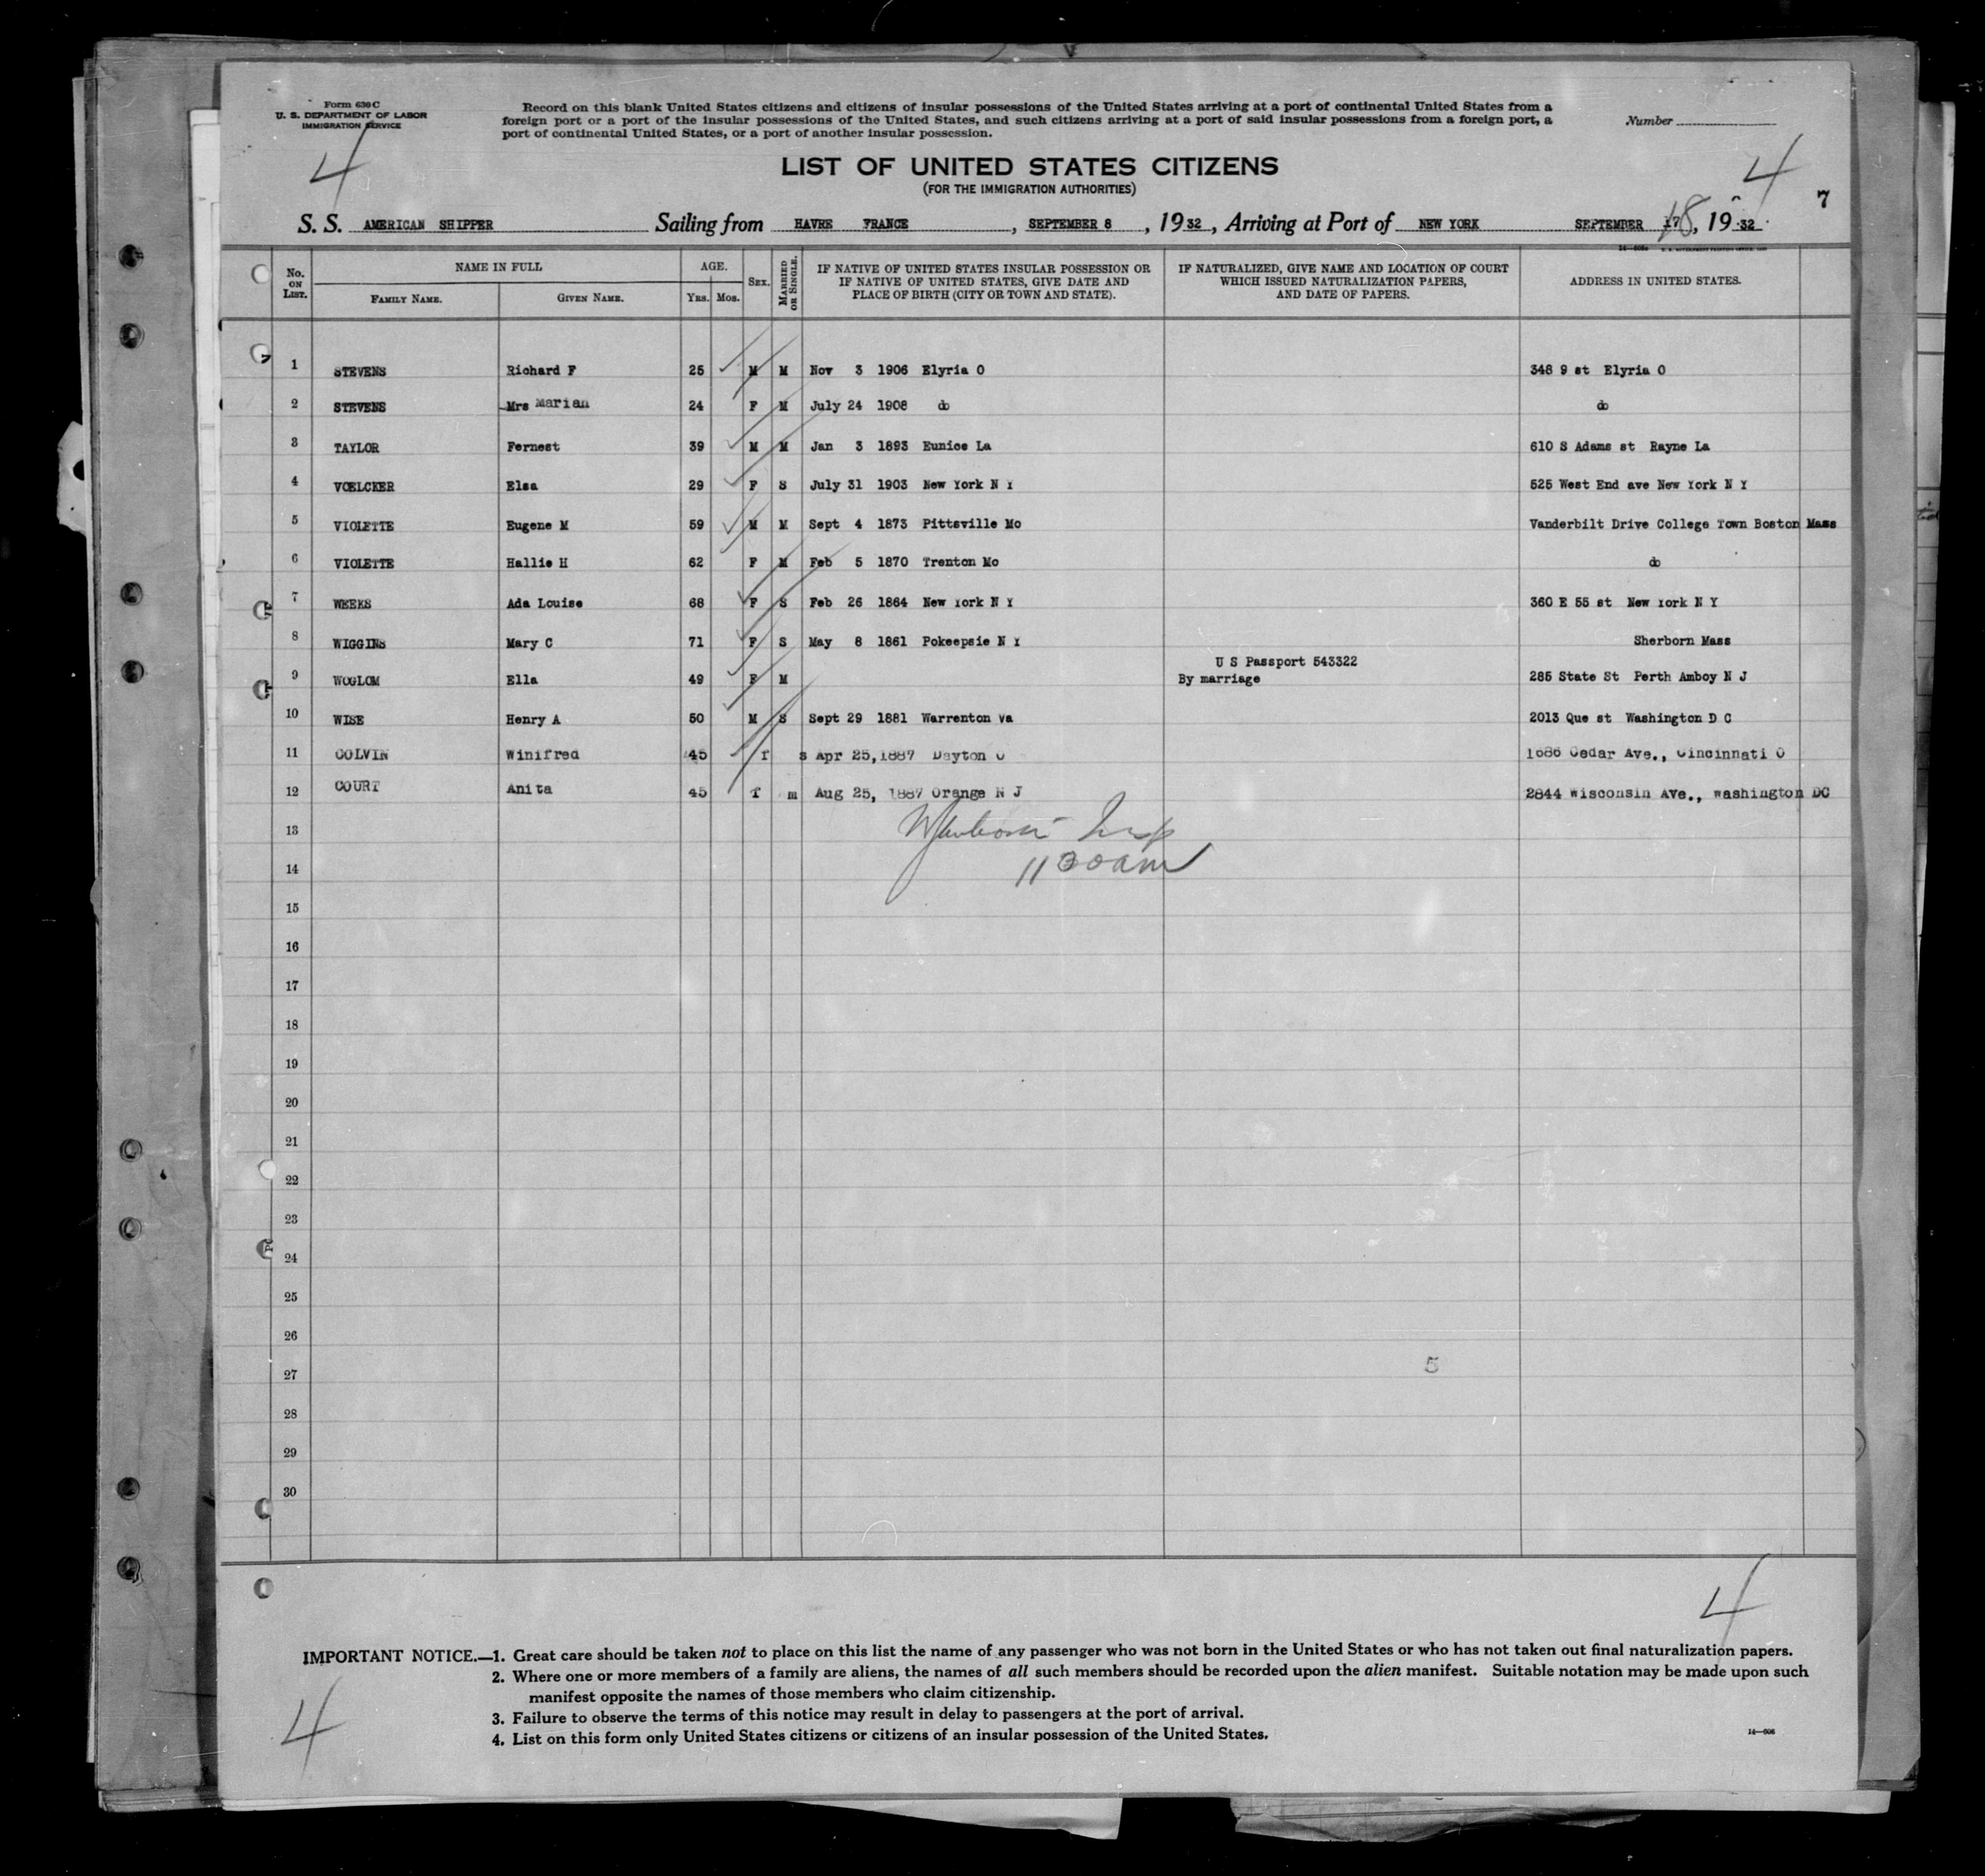 Form 630 C
U. S. DEPARTMENT OF LABOR
IMMIGRATION SERVICE
Record on this blank United States citizens and citizens of insular possessions of the United States arriving at a port of continental United States from a
foreign port or a port of the insular possessions of the United States, and such citizens arriving at a port of said insular possessions from a foreign port, a
port of continental United States, or a port of another insular possession.
Number
4
LIST OF UNITED STATES CITIZENS
(FOR THE IMMIGRATION AUTHORITIES)
4
7
S. S. AMERICAN SHIPPER Sailing from HAVRE FRANCE , SEPTEMBER 8 , 1932 , Arriving at Port of NEW YORK SEPTEMBER 17 18, 19 32
No. ON LIST. NAME IN FULL FAMILY NAME. GIVEN NAME. AGE. YRS. MOS. SEX. MARRIED OR SINGLE. IF NATIVE OF UNITED STATES INSULAR POSSESSION OR IF NATIVE OF UNITED STATES, GIVE DATE AND PLACE OF BIRTH (CITY OR TOWN AND STATE). IF NATURALIZED, GIVE NAME AND LOCATION OF COURT WHICH ISSUED NATURALIZATION PAPERS, AND DATE OF PAPERS. ADDRESS IN UNITED STATES.
1 STEVENS Richard F 25 M M Nov 3 1906 Elyria O 348 9 st Elyria O
2 STEVENS Mrs Marian 24 F M July 24 1908 do do
3 TAYLOR Fernest 39 M M Jan 3 1893 Eunice La 610 S Adams st Rayne La
4 VOELCKER Elsa 29 F S July 31 1903 New York N Y 525 West End ave New York N Y
5 VIOLETTE Eugene M 59 M M Sept 4 1873 Pittsville Mo Vanderbilt Drive College Town Boston Mass
6 VIOLETTE Hallie H 62 F M Feb 5 1870 Trenton Mo do
7 WEEKS Ada Louise 68 F S Feb 26 1864 New York N Y 360 E 55 st New York N Y
8 WIGGINS Mary C 71 F S May 8 1861 Pokeepsie N Y Sherborn Mass
U S Passport 543322
9 WOGLOM Ella 49 F M By marriage 285 State St Perth Amboy N J
10 WISE Henry A 50 M S Sept 29 1881 Warrenton Va 2013 Que st Washington D C
11 COLVIN Winifred 45 f s Apr 25,1887 Dayton O 1686 Cedar Ave., Cincinnati O
12 COURT Anita 45 f m Aug 25, 1887 Orange N J 2844 Wisconsin Ave., Washington DC
13
Insp
14
11 30 am
15
16
17
18
19
20
21
22
23
24
25
26
27
5
28
29
30
4
IMPORTANT NOTICE.—1. Great care should be taken not to place on this list the name of any passenger who was not born in the United States or who has not taken out final naturalization papers.
2. Where one or more members of a family are aliens, the names of all such members should be recorded upon the alien manifest. Suitable notation may be made upon such
manifest opposite the names of those members who claim citizenship.
3. Failure to observe the terms of this notice may result in delay to passengers at the port of arrival.
4. List on this form only United States citizens or citizens of an insular possession of the United States.
4
14—606